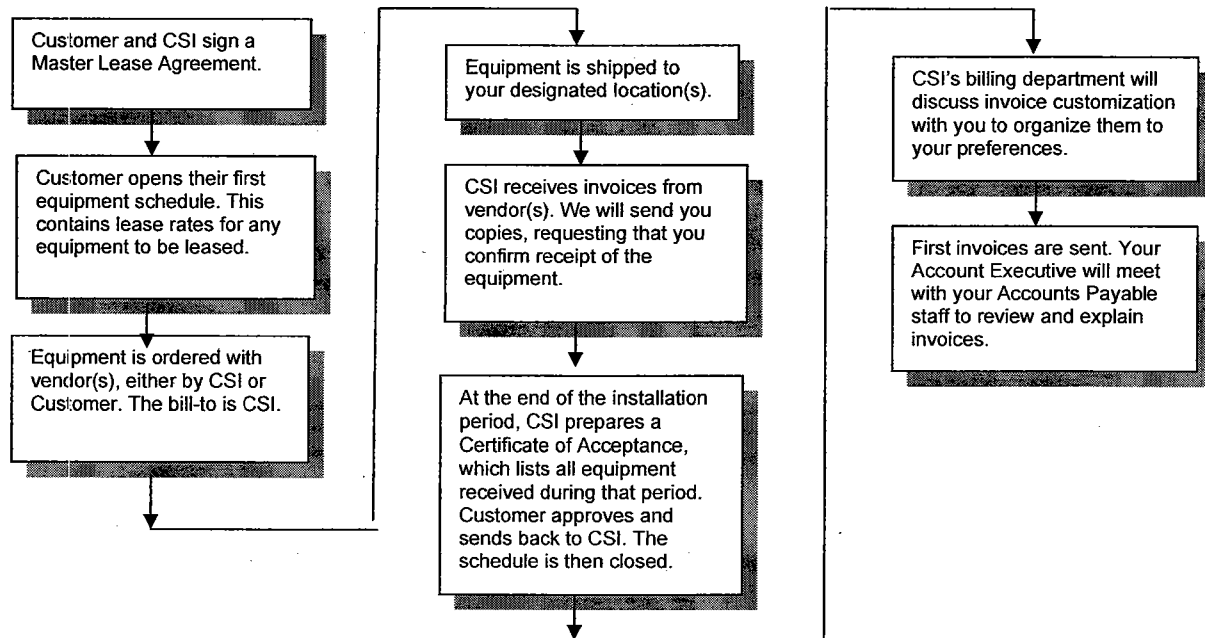 Customer and CSI sign a
Master Lease Agreement.
Customer opens their first
equipment schedule. This
contains lease rates for any
equipment to be leased.
Equipment is ordered with
vendor(s), either by CSI or
Customer. The bill-to is CSI.
Equipment is shipped to
your designated location(s).
CSI receives invoices from
vendor(s). We will send you
copies, requesting that you
confirm receipt of the
equipment.
At the end of the installation
period, CSI prepares a
Certificate of Acceptance,
which lists all equipment
received during that period.
Customer approves and
sends back to CSI. The
schedule is then closed.
CSI's billing department will
discuss invoice customization
with you to organize them to
your preferences.
First invoices are sent. Your
Account Executive will meet
with your Accounts Payable
staff to review and explain
invoices.